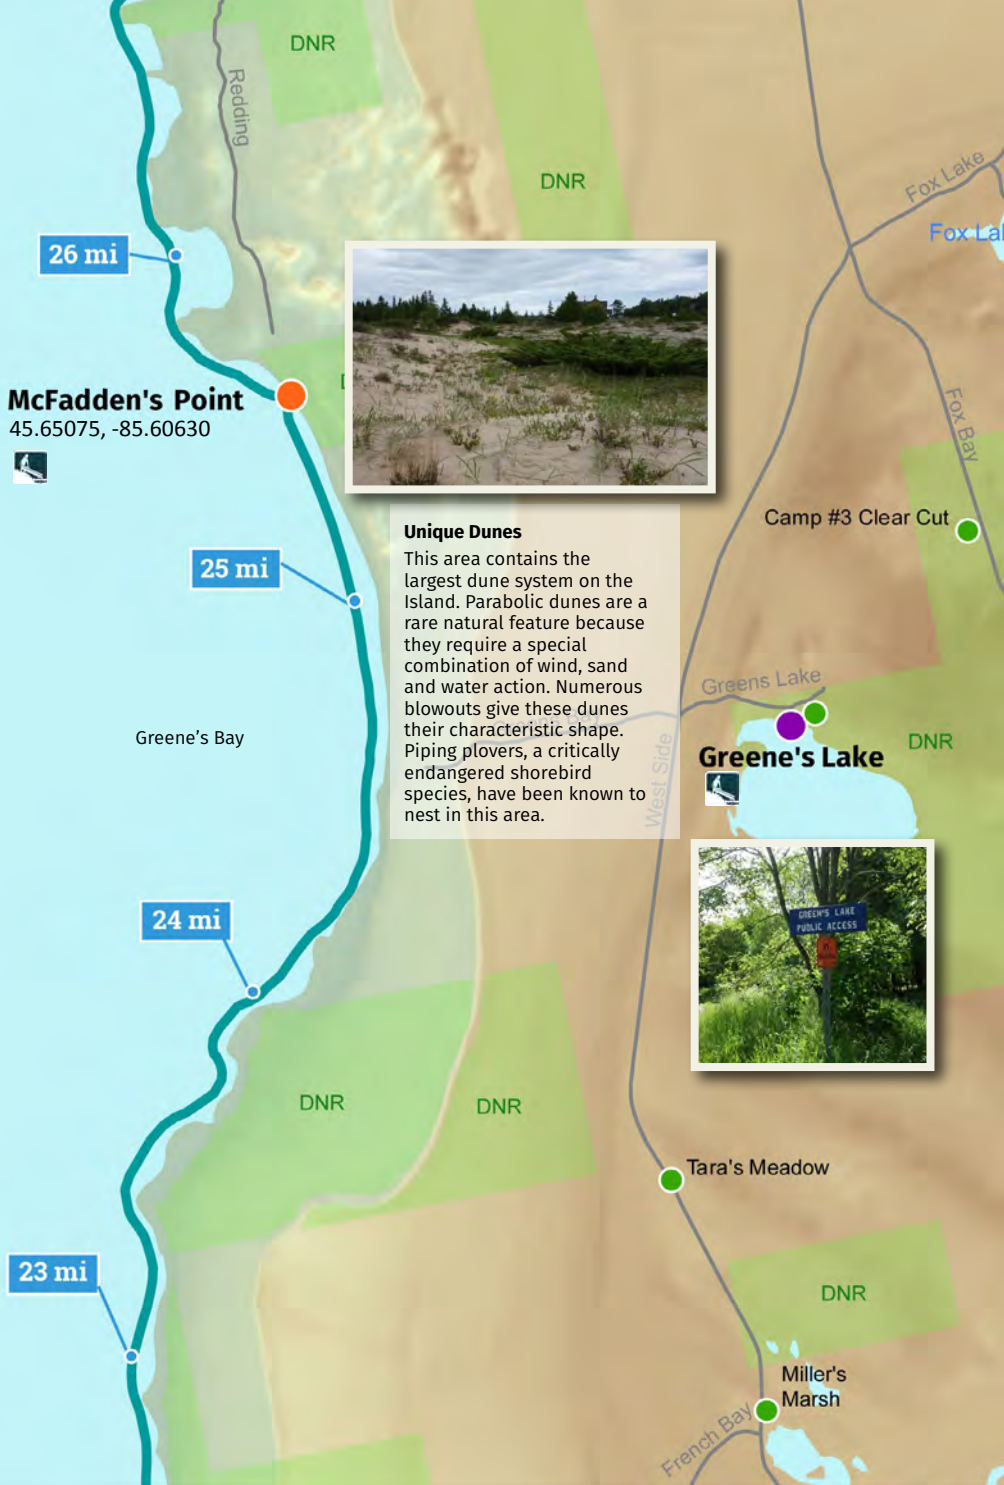 DNR
Redding
DNR
Fox Lake
26 mi
McFadden's Point
45.65075, -85.60630
Fox Bay
Camp #3 Clear Cut
Unique Dunes
This area contains the
largest dune system on the
Island. Parabolic dunes are a
rare natural feature because
they require a special
combination of wind, sand
and water action. Numerous
blowouts give these dunes
their characteristic shape.
Piping plovers, a critically
endangered shorebird
species, have been known to
nest in this area.
25 mi
Greens Lake
Greens Bay
Greene’s Bay
West Side
Greene's Lake
DNR
24 mi
GREEN'S LAKE
PUBLIC ACCESS
DNR
DNR
Tara's Meadow
23 mi
DNR
Miller's
Marsh
French Bay